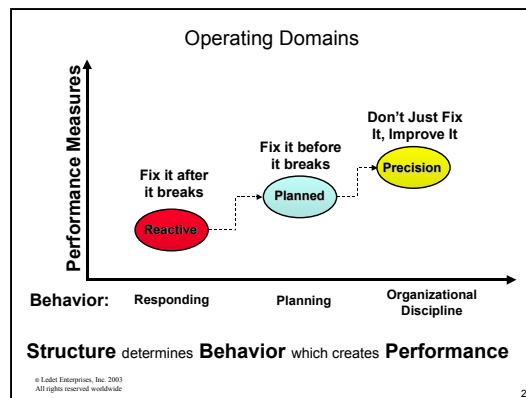 Operating Domains
Performance Measures
Don't Just Fix
It, Improve It
Fix it before
it breaks
Fix it after
it breaks
Precision
Planned
Reactive
Behavior:
Responding
Planning
Organizational
Discipline
Structure determines Behavior which creates Performance
© Ledet Enterprises, Inc. 2003
All rights reserved worldwide
2